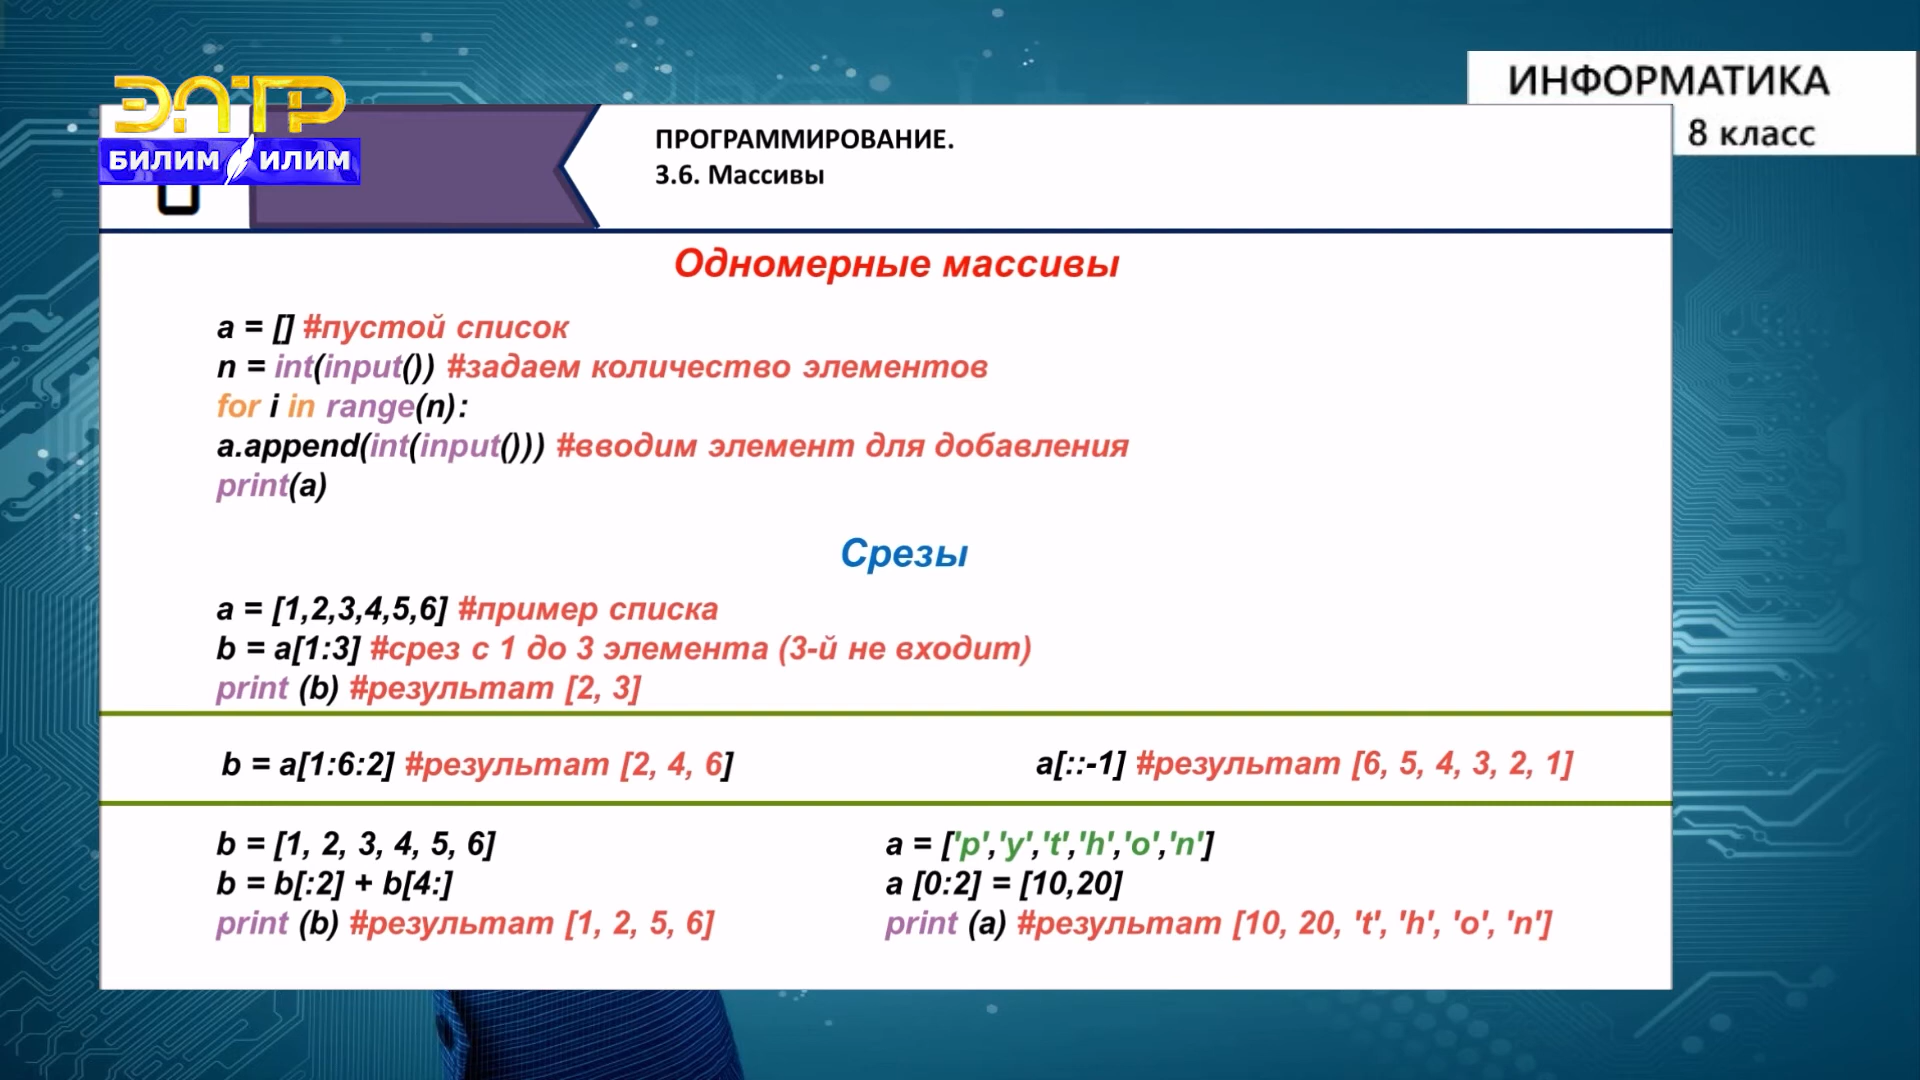 ЭЛТР
БИЛИМ ИЛИМ
ИНФОРМАТИКА
8 класс
ПРОГРАММИРОВАНИЕ.
3.6. Массивы
Одномерные массивы
a = [] #пустой список
n = int(input()) #задаем количество элементов
for i in range(n):
a.append(int(input())) #вводим элемент для добавления
print(a)
Срезы
a = [1,2,3,4,5,6] #пример списка
b = a[1:3] #срез с 1 до 3 элемента (3-й не входит)
print (b) #результат [2, 3]
b = a[1:6:2] #результат [2, 4, 6]
a[::-1] #результат [6, 5, 4, 3, 2, 1]
b = [1, 2, 3, 4, 5, 6]
b = b[:2] + b[4:]
print (b) #результат [1, 2, 5, 6]
a = ['p','y','t','h','o','n']
a [0:2] = [10,20]
print (a) #результат [10, 20, 't', 'h', 'o', 'n']